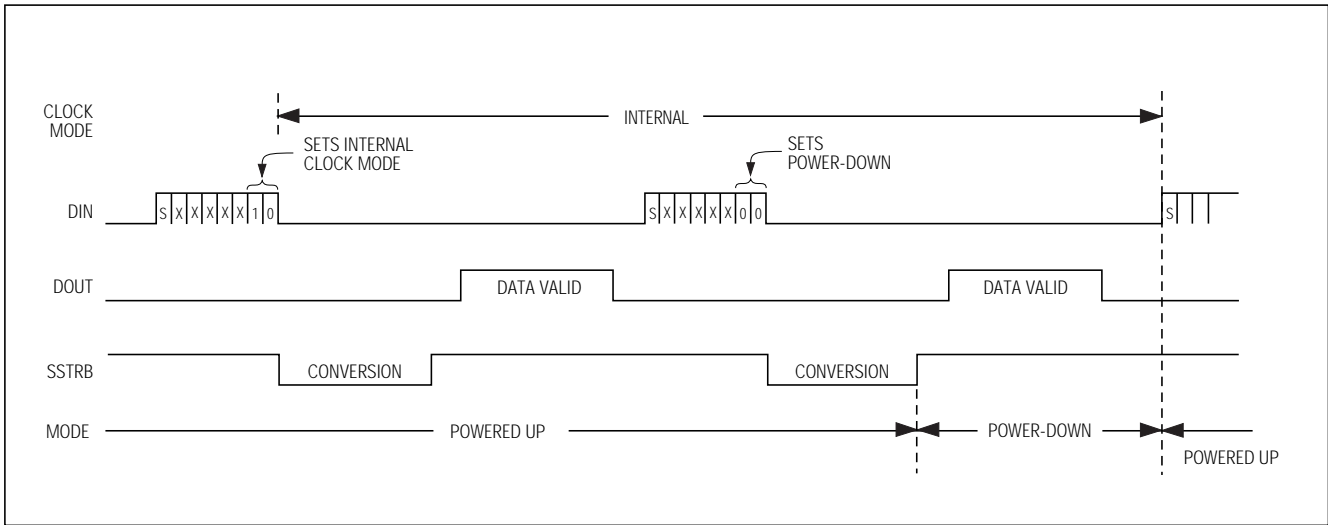 CLOCK
MODE
INTERNAL
SETS INTERNAL
CLOCK MODE
SETS
POWER-DOWN
DIN
S X X X X X 1 0
S X X X X X 0 0
S
DOUT
DATA VALID
DATA VALID
SSTRB
CONVERSION
CONVERSION
MODE
POWERED UP
POWER-DOWN
POWERED UP